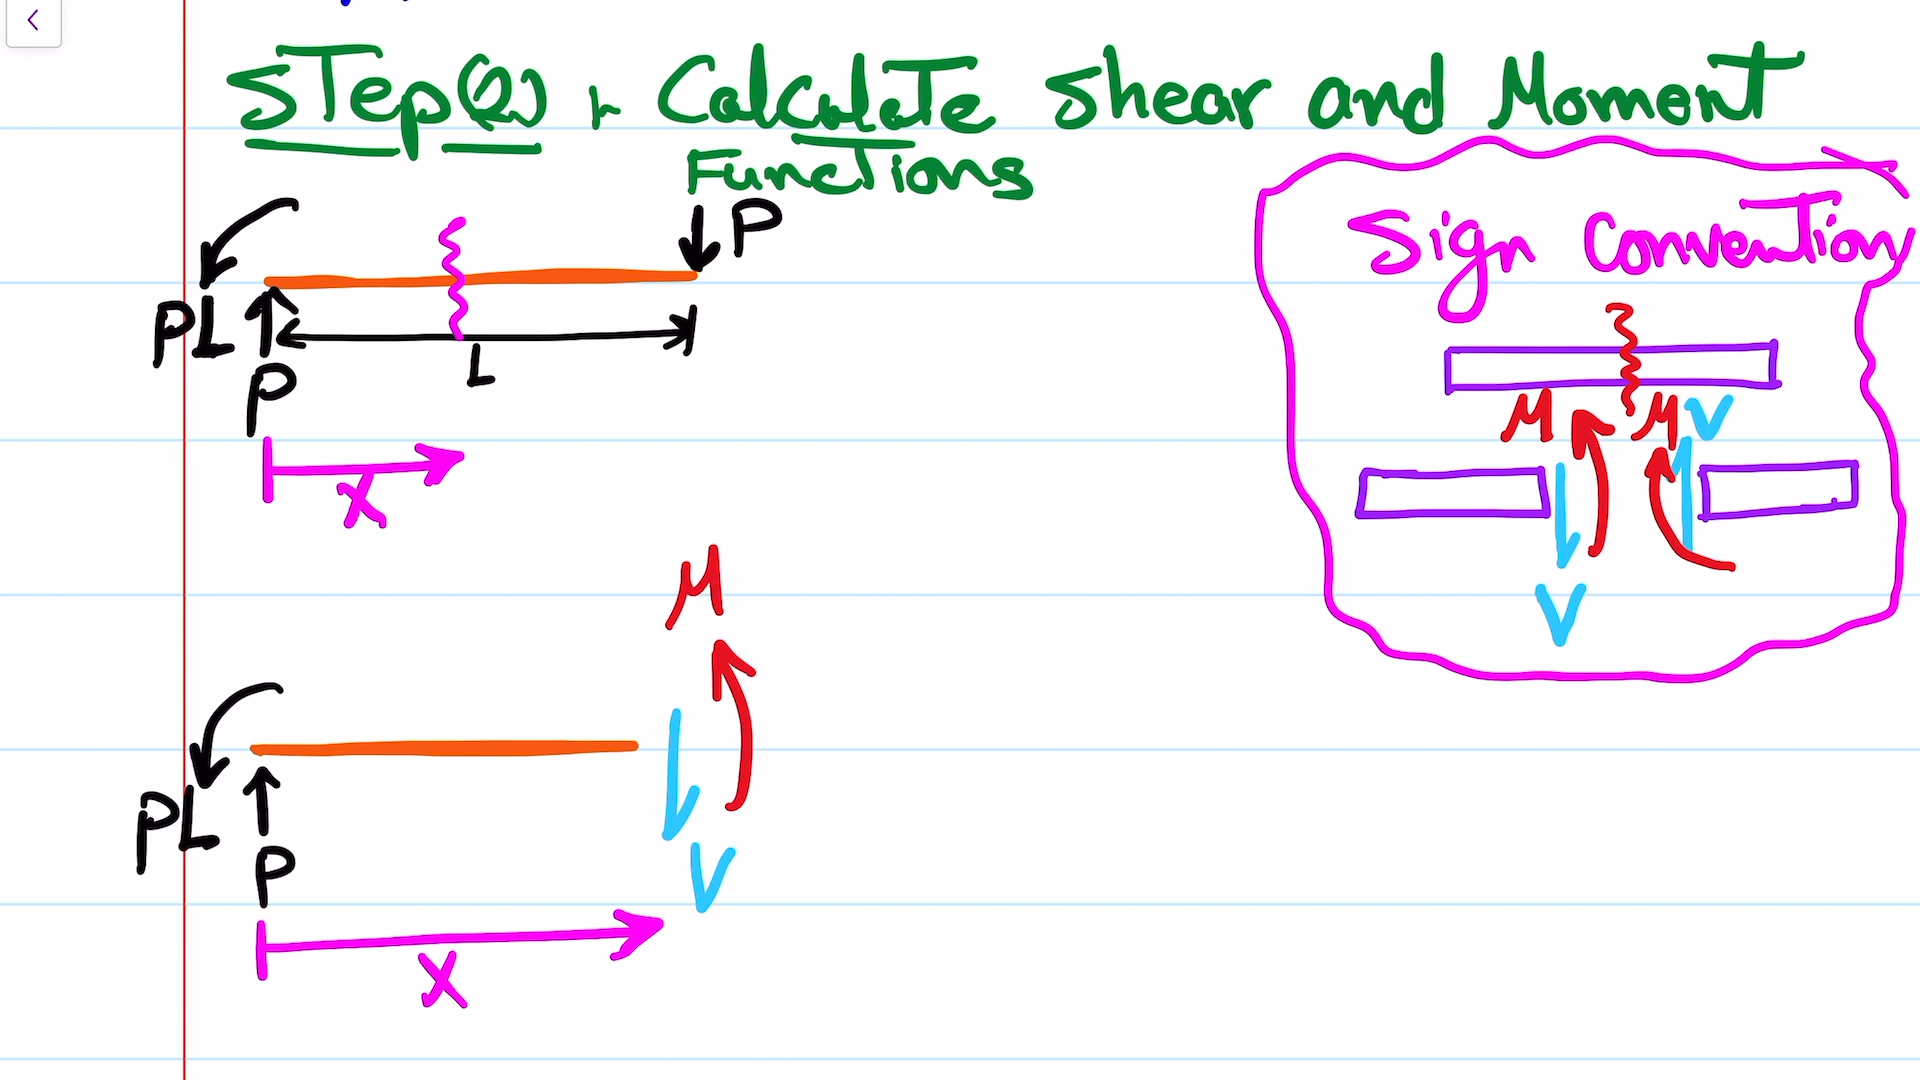 STep(2) : Calculate Shear and Moment
Functions
Sign Convention
P
PL
P
L
X
M
M V
V
M
PL
P
V
X